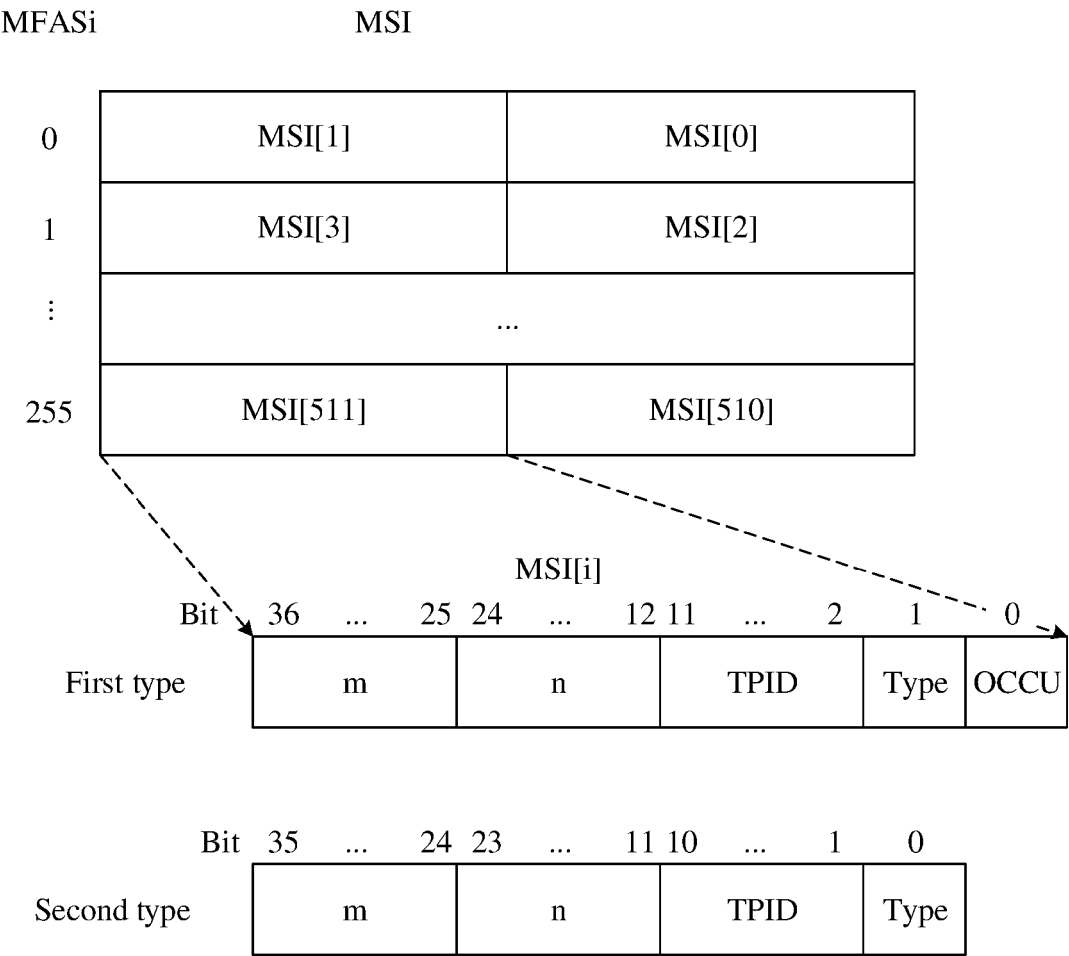 MFASi MSI
0 MSI[1] MSI[0]
1 MSI[3] MSI[2]
⋮ ...
255 MSI[511] MSI[510]
MSI[i]
Bit 36 ... 25 24 ... 12 11 ... 2 1 0
First type m n TPID Type OCCU
Bit 35 ... 24 23 ... 11 10 ... 1 0
Second type m n TPID Type